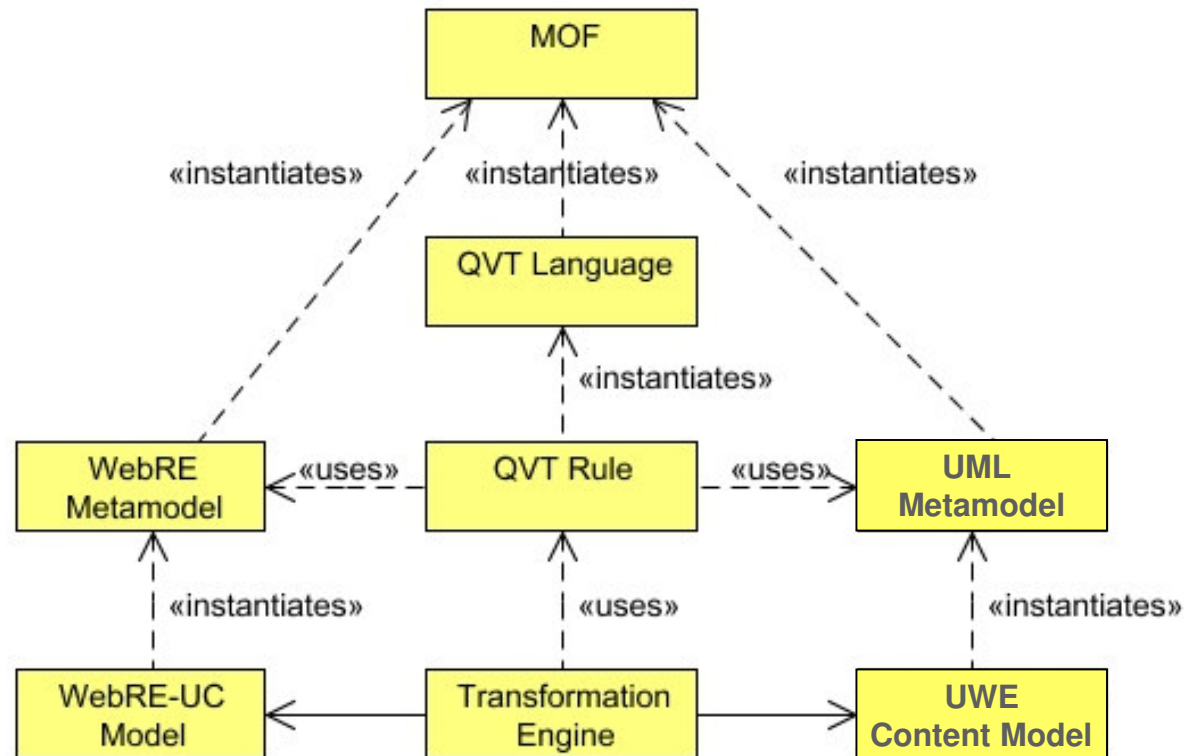 MOF
«instantiates» «instantiates» «instantiates»
QVT Language
«instantiates»
WebRE
Metamodel
«uses»
QVT Rule
«uses»
UML
Metamodel
«instantiates» «uses» «instantiates»
WebRE-UC
Model
Transformation
Engine
UWE
Content Model